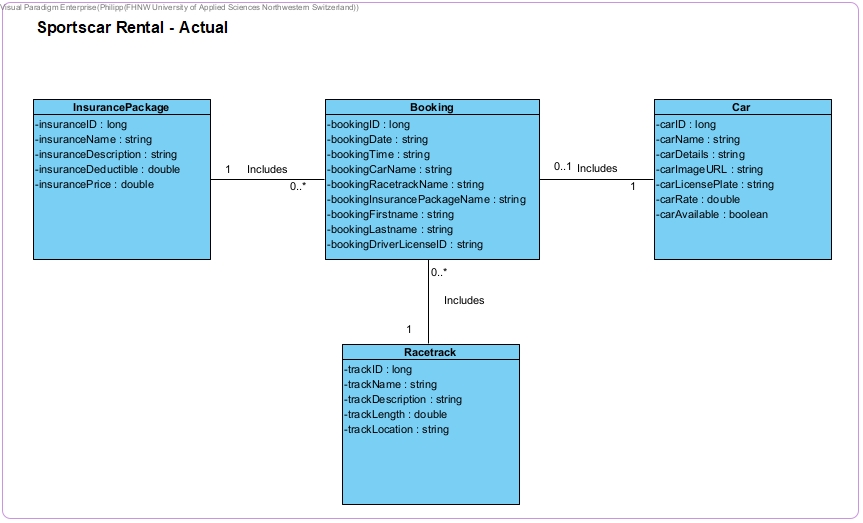 Visual Paradigm Enterprise(Philipp(FHNW University of Applied Sciences Northwestern Switzerland))
Sportscar Rental - Actual
InsurancePackage
-insuranceID : long
-insuranceName : string
-insuranceDescription : string
-insuranceDeductible : double
-insurancePrice : double
1 Includes
0..*
Booking
-bookingID : long
-bookingDate : string
-bookingTime : string
-bookingCarName : string
-bookingRacetrackName : string
-bookingInsurancePackageName : string
-bookingFirstname : string
-bookingLastname : string
-bookingDriverLicenseID : string
0..1 Includes
1
Car
-carID : long
-carName : string
-carDetails : string
-carImageURL : string
-carLicensePlate : string
-carRate : double
-carAvailable : boolean
0..*
Includes
1
Racetrack
-trackID : long
-trackName : string
-trackDescription : string
-trackLength : double
-trackLocation : string